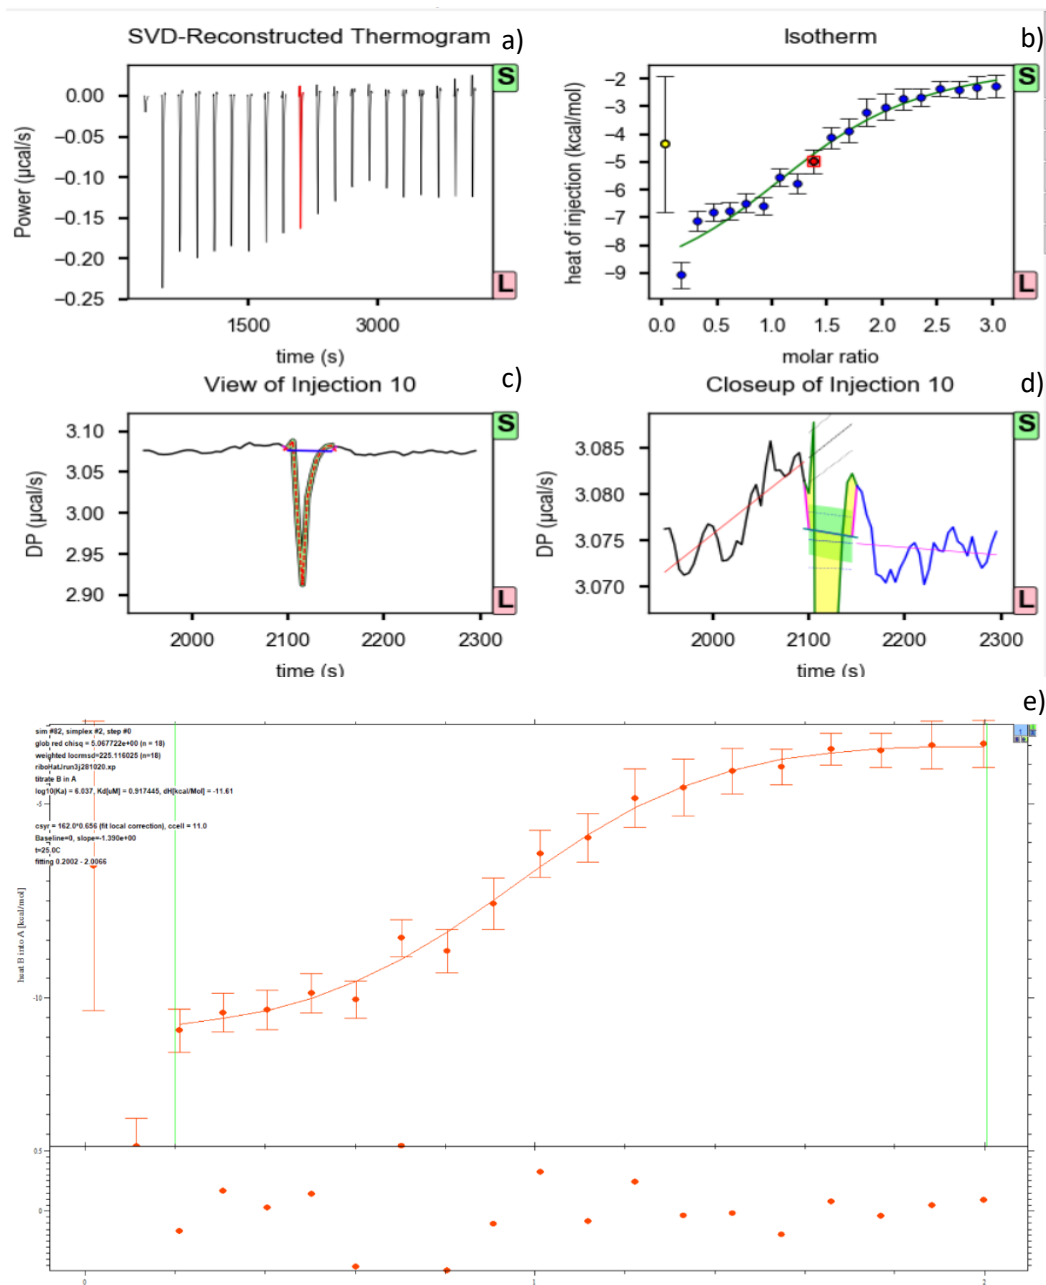 SVD-Reconstructed Thermogram
a)
S
0.00
−0.05
−0.10
−0.15
−0.20
−0.25
Power (µcal/s)
L
1500
3000
time (s)
Isotherm
b)
S
−2
−3
−4
−5
−6
−7
−8
−9
heat of injection (kcal/mol)
L
0.0
0.5
1.0
1.5
2.0
2.5
3.0
molar ratio
View of Injection 10
c)
S
3.10
3.05
3.00
2.95
2.90
DP (µcal/s)
L
2000
2100
2200
2300
time (s)
Closeup of Injection 10
d)
S
3.085
3.080
3.075
3.070
DP (µcal/s)
L
2000
2100
2200
2300
time (s)
e)
sim #82, simplex #2, step #0
glob red chisq = 5.067722e+00 (n = 18)
weighted locrmsd=225.116025 (n=18)
riboHatJrun3j281020.xp
titrate B in A
log10(Ka) = 6.037, Kd[uM] = 0.917445, dH[kcal/Mol] = -11.61
csyr = 162.0*0.656 (fit local correction), ccell = 11.0
Baseline=0, slope=-1.390e+00
t=25.0C
fitting 0.2002 - 2.0066
heat B into A [kcal/mol]
-5
-10
0.5
0
0
1
2